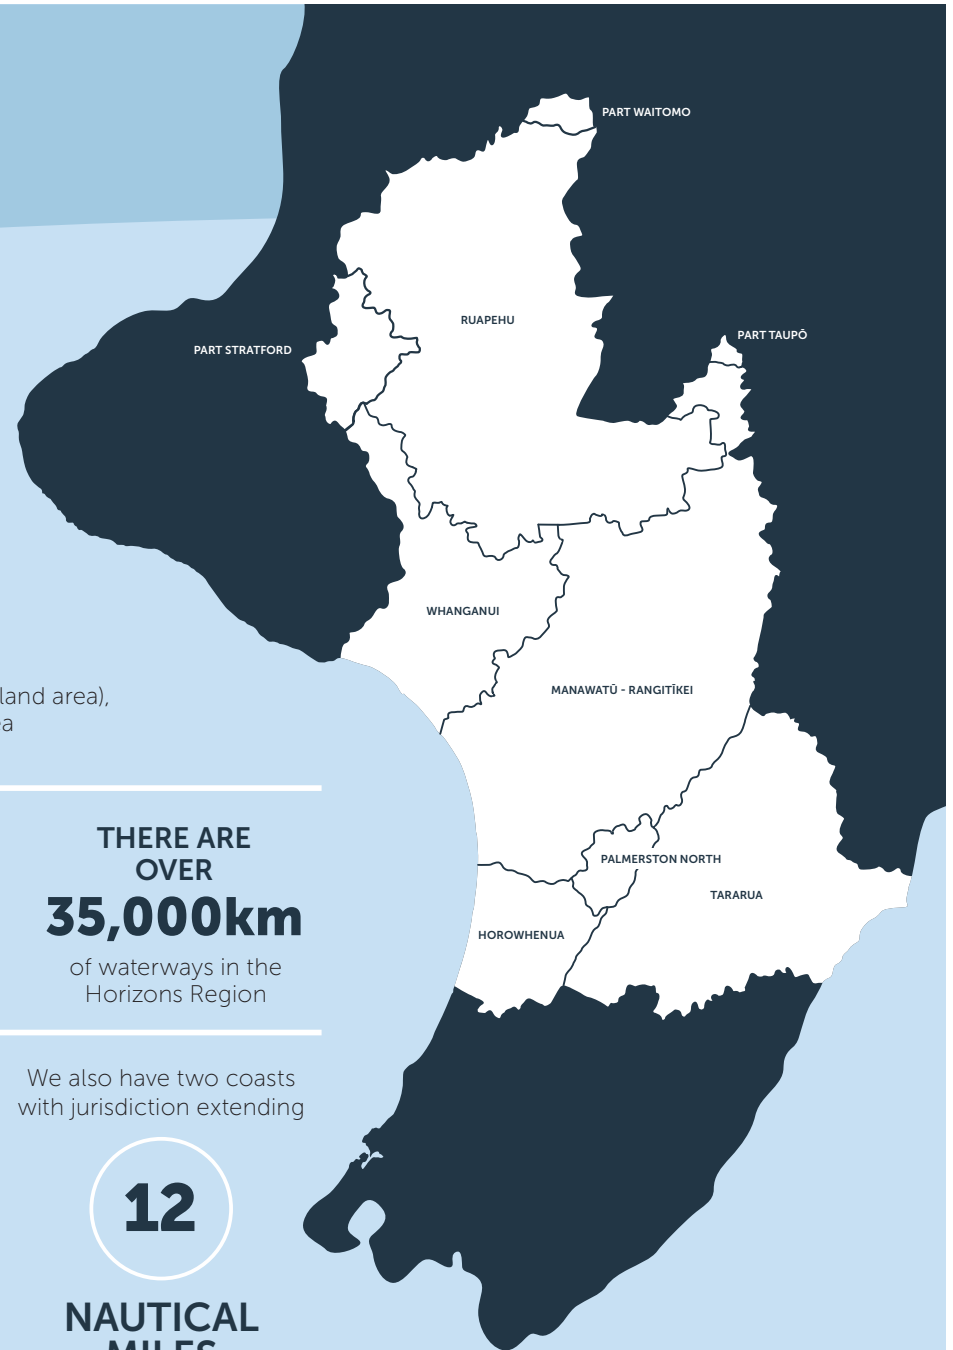 PART WAITOMO
RUAPEHU
PART TAUPŌ
PART STRATFORD
WHANGANUI
MANAWATŪ - RANGITĪKEI
PALMERSTON NORTH
TARARUA
HOROWHENUA
land area),
THERE ARE
OVER
35,000km
of waterways in the
Horizons Region
We also have two coasts
with jurisdiction extending
12
NAUTICAL
MILES